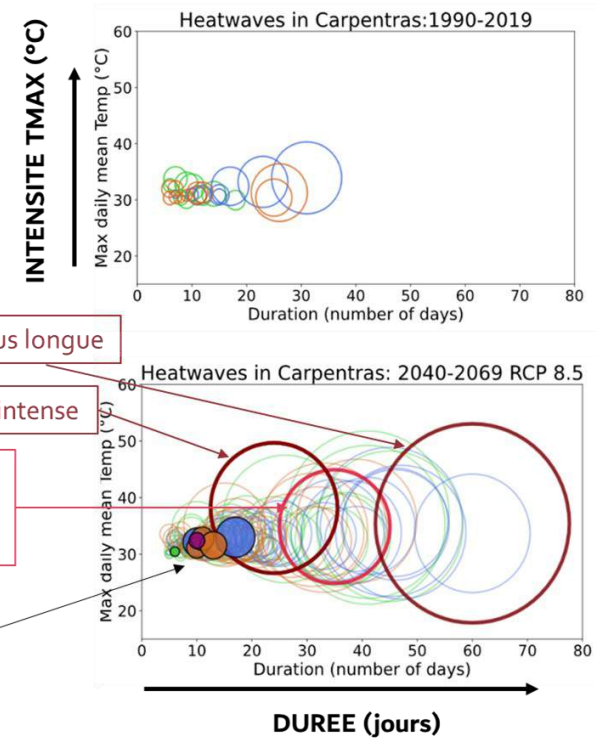 Heatwaves in Carpentras:1990-2019
INTENSITE TMAX (°C)
Max daily mean Temp (°C)
60
50
40
30
20
0 10 20 30 40 50 60 70 80
Duration (number of days)
longue
Heatwaves in Carpentras: 2040-2069 RCP 8.5
intense
Max daily mean Temp (°C)
60
50
40
30
20
0 10 20 30 40 50 60 70 80
Duration (number of days)
DUREE (jours)